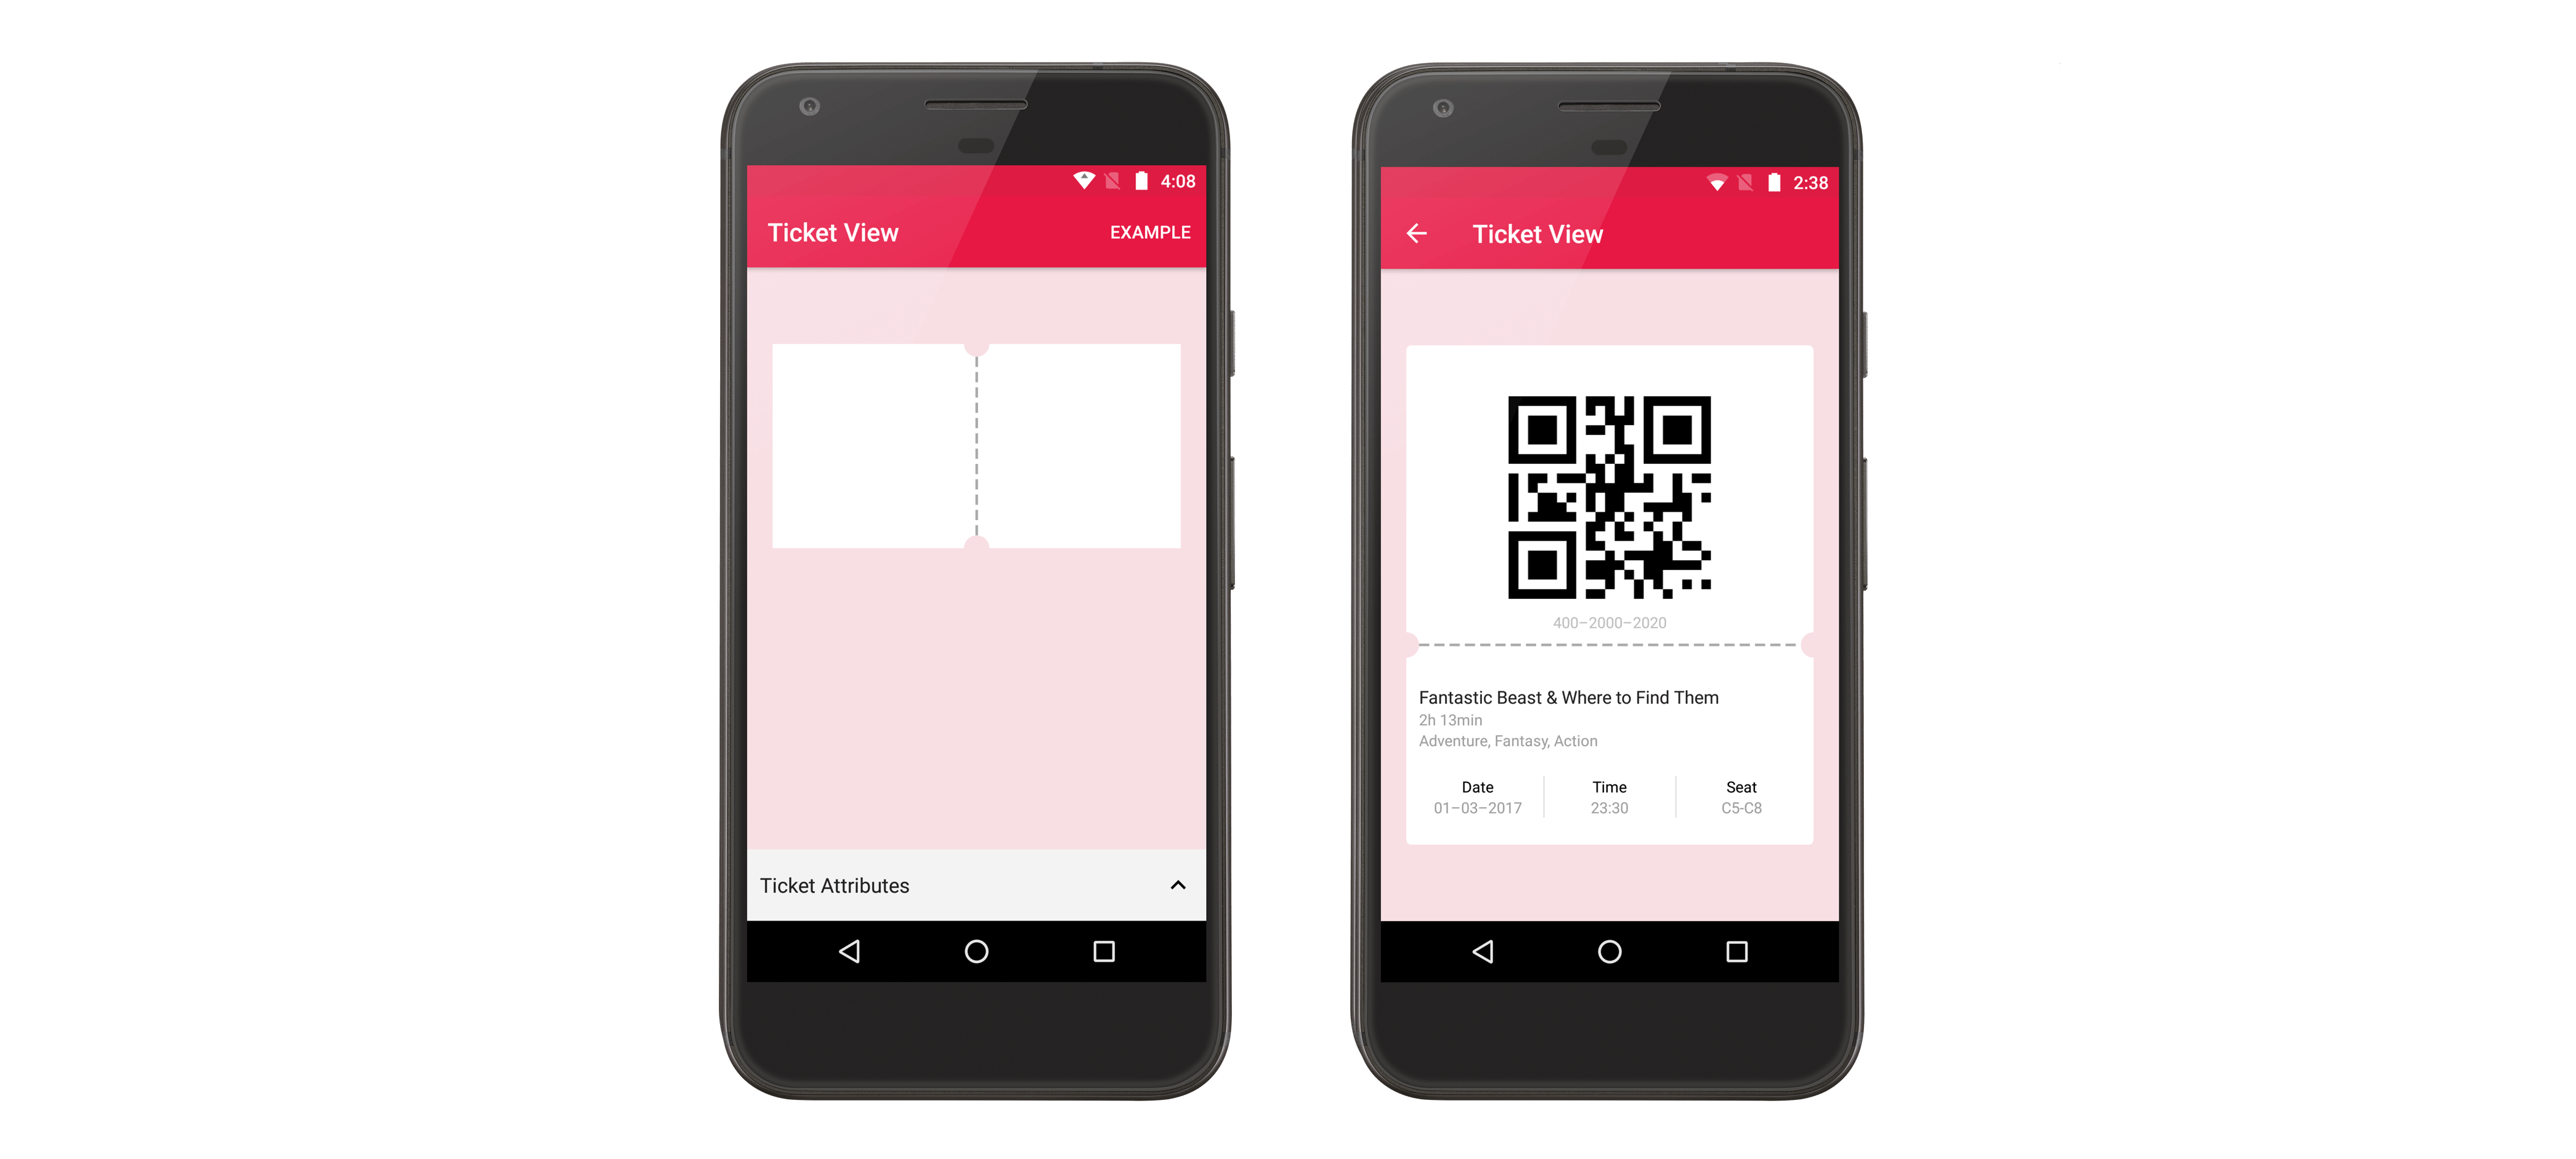 4:08
Ticket View
EXAMPLE
Ticket Attributes
2:38
Ticket View
400–2000–2020
Fantastic Beast & Where to Find Them
2h 13min
Adventure, Fantasy, Action
Date Time Seat
01–03–2017 23:30 C5-C8